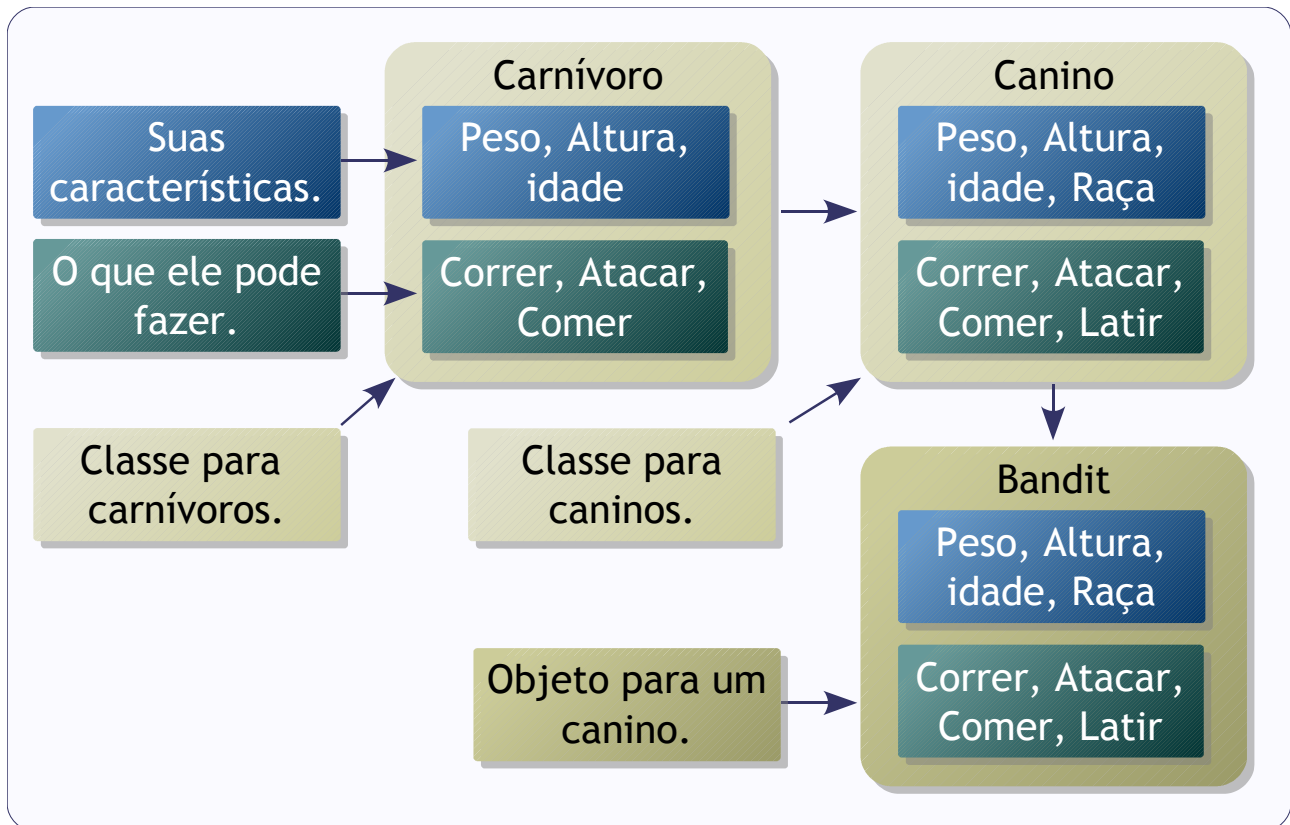 Carnívoro
Canino
Suas
características.
Peso, Altura,
idade
Peso, Altura,
idade, Raça
O que ele pode
fazer.
Correr, Atacar,
Comer
Correr, Atacar,
Comer, Latir
Classe para
carnívoros.
Classe para
caninos.
Bandit
Peso, Altura,
idade, Raça
Objeto para um
canino.
Correr, Atacar,
Comer, Latir